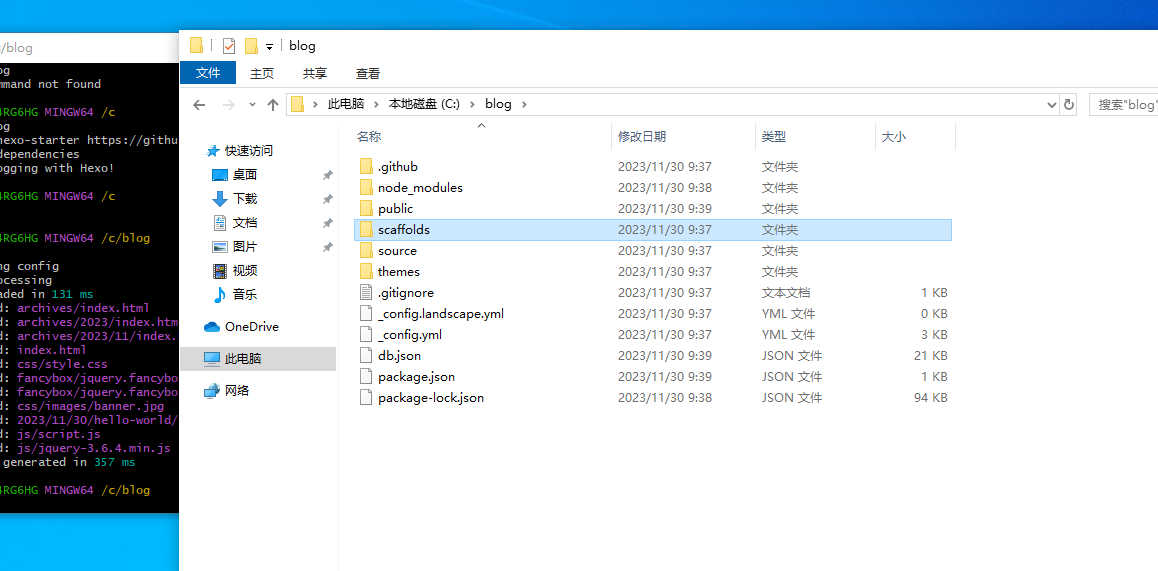 :/blog
og
mmand not found
4RG6HG MINGW64 /c
og
hexo-starter https://githu
dependencies
ogging with Hexo!
4RG6HG MINGW64 /c
4RG6HG MINGW64 /c/blog
ng config
ocessing
aded in 131 ms
d: archives/index.html
d: archives/2023/index.htm
d: archives/2023/11/index.
d: index.html
d: css/style.css
d: fancybox/jquery.fancybo
d: fancybox/jquery.fancybo
d: css/images/banner.jpg
d: 2023/11/30/hello-world/
d: js/script.js
d: js/jquery-3.6.4.min.js
generated in 357 ms
4RG6HG MINGW64 /c/blog
blog
文件 主页 共享 查看
此电脑 本地磁盘 (C:) blog 搜索"blog"
快速访问
桌面
下载
文档
图片
视频
音乐
OneDrive
此电脑
网络
名称 修改日期 类型 大小
.github 2023/11/30 9:37 文件夹
node_modules 2023/11/30 9:38 文件夹
public 2023/11/30 9:39 文件夹
scaffolds 2023/11/30 9:37 文件夹
source 2023/11/30 9:37 文件夹
themes 2023/11/30 9:37 文件夹
.gitignore 2023/11/30 9:37 文本文档 1 KB
_config.landscape.yml 2023/11/30 9:37 YML 文件 0 KB
_config.yml 2023/11/30 9:37 YML 文件 3 KB
db.json 2023/11/30 9:39 JSON 文件 21 KB
package.json 2023/11/30 9:39 JSON 文件 1 KB
package-lock.json 2023/11/30 9:38 JSON 文件 94 KB